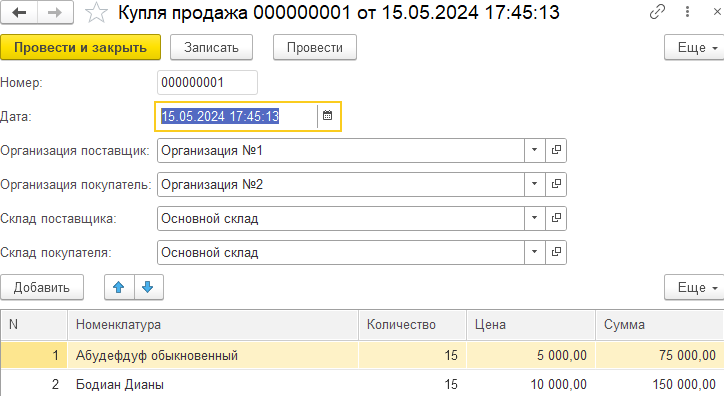 Купля продажа 000000001 от 15.05.2024 17:45:13
Провести и закрыть Записать Провести Еще
Номер: 000000001
Дата: 15.05.2024 17:45:13
Организация поставщик: Организация №1
Организация покупатель: Организация №2
Склад поставщика: Основной склад
Склад покупателя: Основной склад
Добавить Еще
N Номенклатура Количество Цена Сумма
1 Абудефдуф обыкновенный 15 5 000,00 75 000,00
2 Бодиан Дианы 15 10 000,00 150 000,00